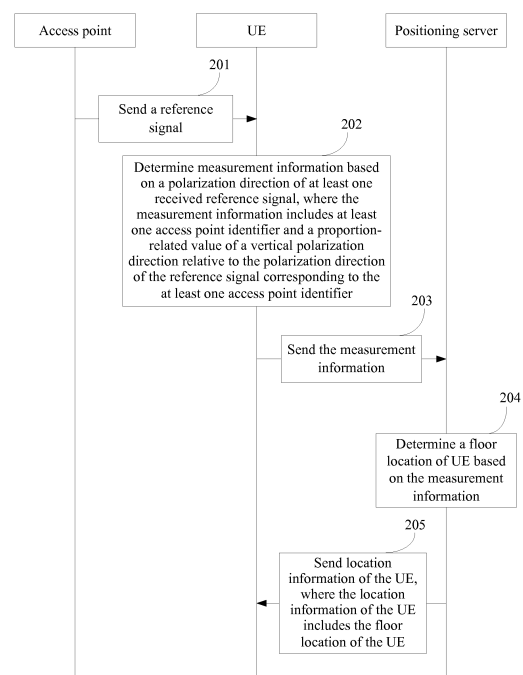 Access point
UE
Positioning server
201
Send a reference
signal
202
Determine measurement information based
on a polarization direction of at least one
received reference signal, where the
measurement information includes at least
one access point identifier and a proportion-
related value of a vertical polarization
direction relative to the polarization direction
of the reference signal corresponding to the
at least one access point identifier
203
Send the measurement
information
204
Determine a floor
location of UE based
on the measurement
information
205
Send location
information of the UE,
where the location
information of the UE
includes the floor
location of the UE